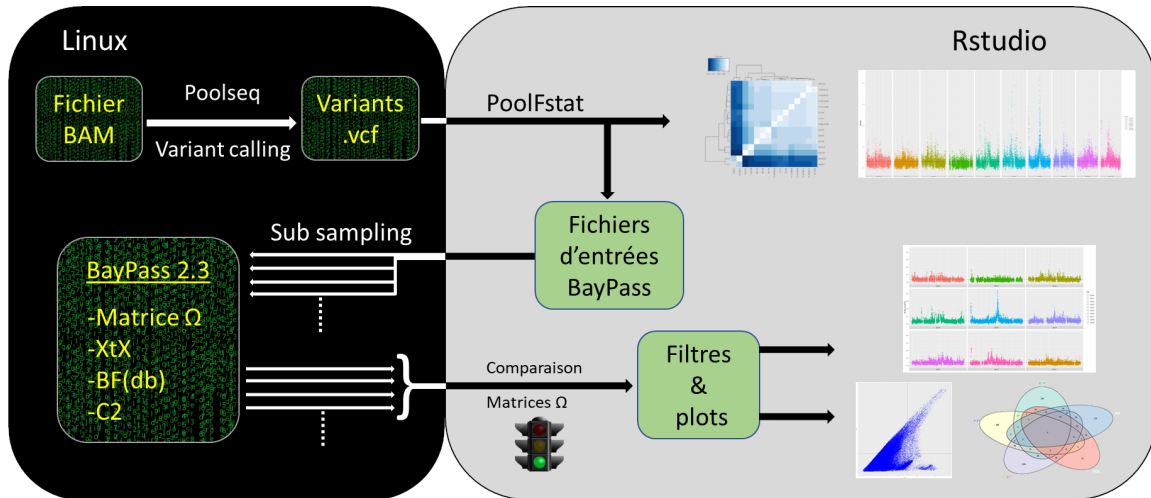 Linux
Rstudio
Fichier
BAM
Poolseq
Variant calling
Variants
.vcf
PoolFstat
Sub sampling
Fichiers
d'entrées
BayPass
BayPass 2.3
-Matrice Ω
-XtX
-BF(db)
-C2
Comparaison
Matrices Ω
Filtres
&
plots